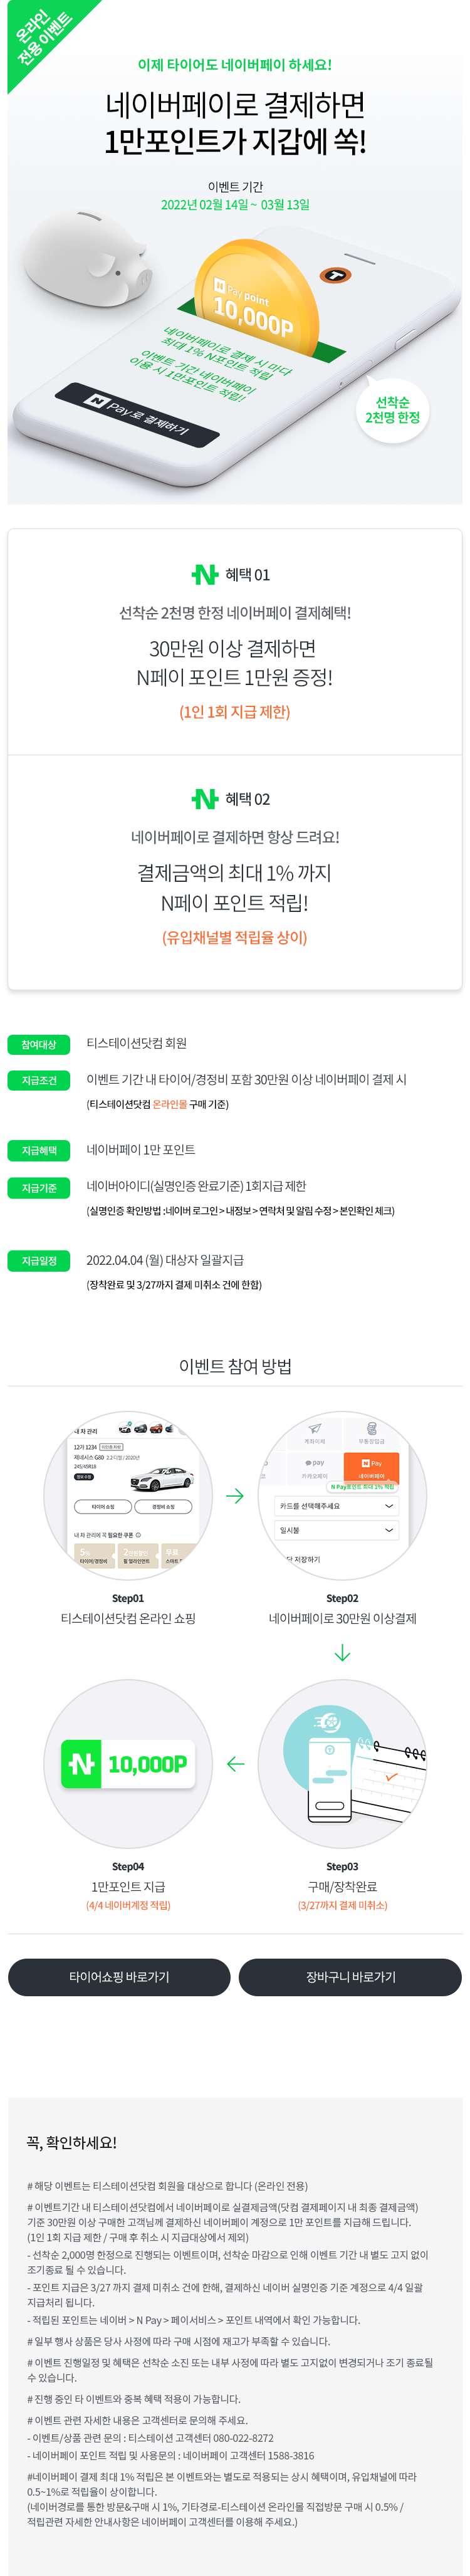 온라인
전용 이벤트
이제 타이어도 네이버페이 하세요!
네이버페이로 결제하면
1만포인트가 지갑에 쏙!
이벤트 기간
2022년 02월 14일 ~ 03월 13일
N Pay point
10,000P
네이버페이로 결제 시 마다
최대 1% N포인트 적립
이벤트 기간 네이버페이
이용 시 1만포인트 적립!
N Pay 로 결제하기
선착순
2천명 한정
N 혜택 01
선착순 2천명 한정 네이버페이 결제혜택!
30만원 이상 결제하면
N페이 포인트 1만원 증정!
(1인 1회 지급 제한)
N 혜택 02
네이버페이로 결제하면 항상 드려요!
결제금액의 최대 1% 까지
N페이 포인트 적립!
(유입채널별 적립율 상이)
참여대상 티스테이션닷컴 회원
지급조건 이벤트 기간 내 타이어/경정비 포함 30만원 이상 네이버페이 결제 시
(티스테이션닷컴 온라인몰 구매 기준)
지급혜택 네이버페이 1만 포인트
지급기준 네이버아이디(실명인증 완료기준) 1회지급 제한
(실명인증 확인방법 :네이버 로그인 > 내정보 > 연락처 및 알림 수정 > 본인확인 체크)
지급일정 2022.04.04 (월) 대상자 일괄지급
(장착완료 및 3/27까지 결제 미취소 건에 한함)
이벤트 참여 방법
내 차 관리
12가 1234
제네시스 G80 2.2 디젤 / 2020년
245/45R18
타이어 쇼핑
경정비 쇼핑
내 차 관리에 꼭 필요한 쿠폰
5%
타이어/경정비
2만원할인
휠 얼라인먼트
무료
계좌이체
무통장입금
pay
카카오페이
N Pay
네이버페이
N Pay포인트 최대 1% 적립
카드를 선택해주세요
일시불
저장하기
Step01
티스테이션닷컴 온라인 쇼핑
Step02
네이버페이로 30만원 이상결제
N 10,000P
Step04
1만포인트 지급
(4/4 네이버계정 적립)
Step03
구매/장착완료
(3/27까지 결제 미취소)
타이어쇼핑 바로가기
장바구니 바로가기
꼭, 확인하세요!
# 해당 이벤트는 티스테이션닷컴 회원을 대상으로 합니다 (온라인 전용)
# 이벤트기간 내 티스테이션닷컴에서 네이버페이로 실결제금액(닷컴 결제페이지 내 최종 결제금액)
기준 30만원 이상 구매한 고객님께 결제하신 네이버페이 계정으로 1만 포인트를 지급해 드립니다.
(1인 1회 지급 제한 / 구매 후 취소 시 지급대상에서 제외)
- 선착순 2,000명 한정으로 진행되는 이벤트이며, 선착순 마감으로 인해 이벤트 기간 내 별도 고지 없이
조기종료 될 수 있습니다.
- 포인트 지급은 3/27 까지 결제 미취소 건에 한해, 결제하신 네이버 실명인증 기준 계정으로 4/4 일괄
지급처리 됩니다.
- 적립된 포인트는 네이버 > N Pay > 페이서비스 > 포인트 내역에서 확인 가능합니다.
# 일부 행사 상품은 당사 사정에 따라 구매 시점에 재고가 부족할 수 있습니다.
# 이벤트 진행일정 및 혜택은 선착순 소진 또는 내부 사정에 따라 별도 고지없이 변경되거나 조기 종료될
수 있습니다.
# 진행 중인 타 이벤트와 중복 혜택 적용이 가능합니다.
# 이벤트 관련 자세한 내용은 고객센터로 문의해 주세요.
- 이벤트/상품 관련 문의 : 티스테이션 고객센터 080-022-8272
- 네이버페이 포인트 적립 및 사용문의 : 네이버페이 고객센터 1588-3816
#네이버페이 결제 최대 1% 적립은 본 이벤트와는 별도로 적용되는 상시 혜택이며, 유입채널에 따라
0.5~1%로 적립율이 상이합니다.
(네이버경로를 통한 방문&구매 시 1%, 기타경로-티스테이션 온라인몰 직접방문 구매 시 0.5% /
적립관련 자세한 안내사항은 네이버페이 고객센터를 이용해 주세요.)